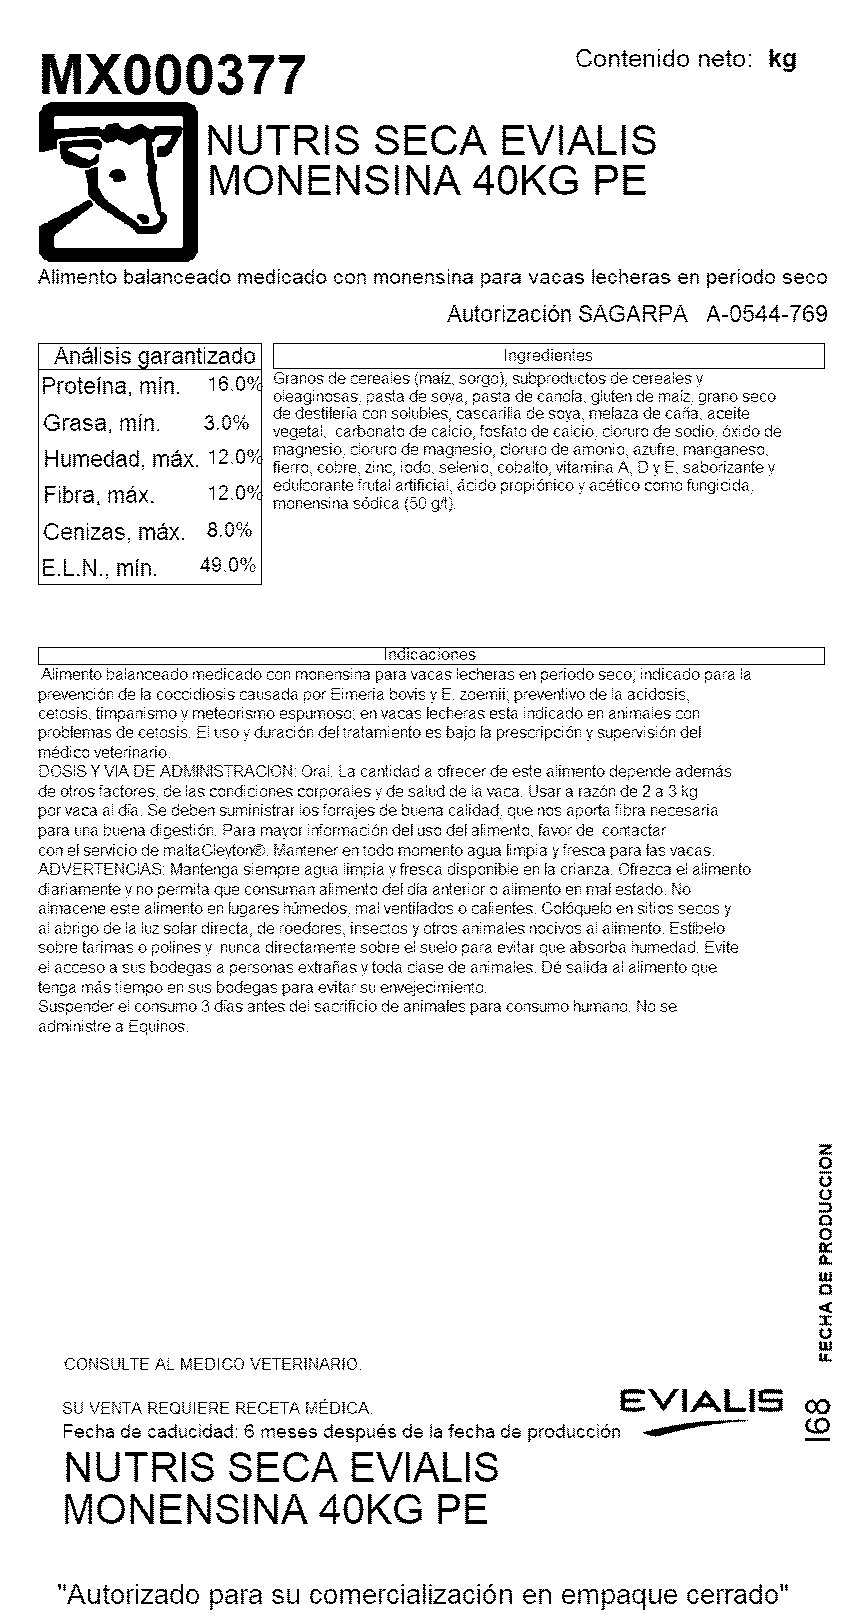 MX000377
Contenido neto: kg
NUTRIS SECA EVIALIS
MONENSINA 40KG PE
Alimento balanceado medicado con monensina para vacas lecheras en periodo seco
Autorización SAGARPA A-0544-769
Análisis garantizado
Proteína, mín. 16.0%
Grasa, mín. 3.0%
Humedad, máx. 12.0%
Fibra, máx. 12.0%
Cenizas, máx. 8.0%
E.L.N., mín. 49.0%
Ingredientes
Granos de cereales (maíz, sorgo), subproductos de cereales y
oleaginosas, pasta de soya, pasta de canola, gluten de maíz, grano seco
de destilería con solubles, cascarilla de soya, melaza de caña, aceite
vegetal, carbonato de calcio, fosfato de calcio, cloruro de sodio, óxido de
magnesio, cloruro de magnesio, cloruro de amonio, azufre, manganeso,
fierro, cobre, zinc, iodo, selenio, cobalto, vitamina A, D y E, saborizante y
edulcorante frutal artificial, ácido propiónico y acético como fungicida,
monensina sódica (50 g/t).
Indicaciones
Alimento balanceado medicado con monensina para vacas lecheras en periodo seco; indicado para la
prevención de la coccidiosis causada por Eimeria bovis y E. zoernii; preventivo de la acidosis,
cetosis, timpanismo y meteorismo espumoso; en vacas lecheras esta indicado en animales con
problemas de cetosis. El uso y duración del tratamiento es bajo la prescripción y supervisión del
médico veterinario.
DOSIS Y VIA DE ADMINISTRACION: Oral. La cantidad a ofrecer de este alimento depende además
de otros factores, de las condiciones corporales y de salud de la vaca. Usar a razón de 2 a 3 kg
por vaca al día. Se deben suministrar los forrajes de buena calidad, que nos aporta fibra necesaria
para una buena digestión. Para mayor información del uso del alimento, favor de contactar
con el servicio de maltaCleyton®. Mantener en todo momento agua limpia y fresca para las vacas.
ADVERTENCIAS: Mantenga siempre agua limpia y fresca disponible en la crianza. Ofrezca el alimento
diariamente y no permita que consuman alimento del día anterior o alimento en mal estado. No
almacene este alimento en lugares húmedos, mal ventilados o calientes. Colóquelo en sitios secos y
al abrigo de la luz solar directa, de roedores, insectos y otros animales nocivos al alimento. Estíbelo
sobre tarimas o polines y nunca directamente sobre el suelo para evitar que absorba humedad. Evite
el acceso a sus bodegas a personas extrañas y toda clase de animales. Dé salida al alimento que
tenga más tiempo en sus bodegas para evitar su envejecimiento.
Suspender el consumo 3 días antes del sacrificio de animales para consumo humano. No se
administre a Equinos.
FECHA DE PRODUCCION
CONSULTE AL MEDICO VETERINARIO.
SU VENTA REQUIERE RECETA MÉDICA.
EVIALIS
I68
Fecha de caducidad: 6 meses después de la fecha de producción
NUTRIS SECA EVIALIS
MONENSINA 40KG PE
"Autorizado para su comercialización en empaque cerrado"